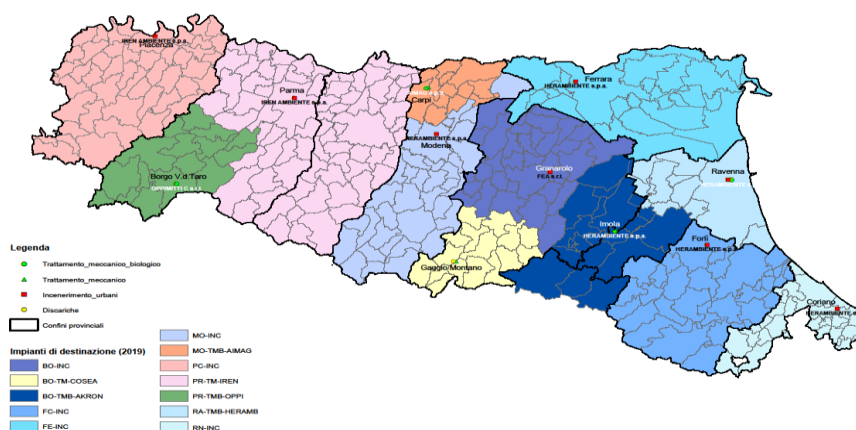 IREN AMBIENTE s.p.a.
Piacenza
Parma
IREN AMBIENTE s.p.a.
Carpi
Ferrara
HERAMBIENTE s.p.a.
HERAMBIENTE s.p.a.
Modena
Borgo V.d.Taro
OPPIMITTI C. s.r.l.
Granarolo
FEA s.r.l.
Ravenna
Imola
HERAMBIENTE s.p.a.
Forlì
HERAMBIENTE s.p.a.
Gaggio Montano
Coriano
Legenda
Trattamento_meccanico_biologico
Trattamento_meccanico
Incenerimento_urbani
Discariche
Confini provinciali
Impianti di destinazione (2019)
BO-INC
BO-TM-COSEA
BO-TMB-AKRON
FC-INC
FE-INC
MO-INC
MO-TMB-AIMAG
PC-INC
PR-TM-IREN
PR-TMB-OPPI
RA-TMB-HERAMB
RN-INC